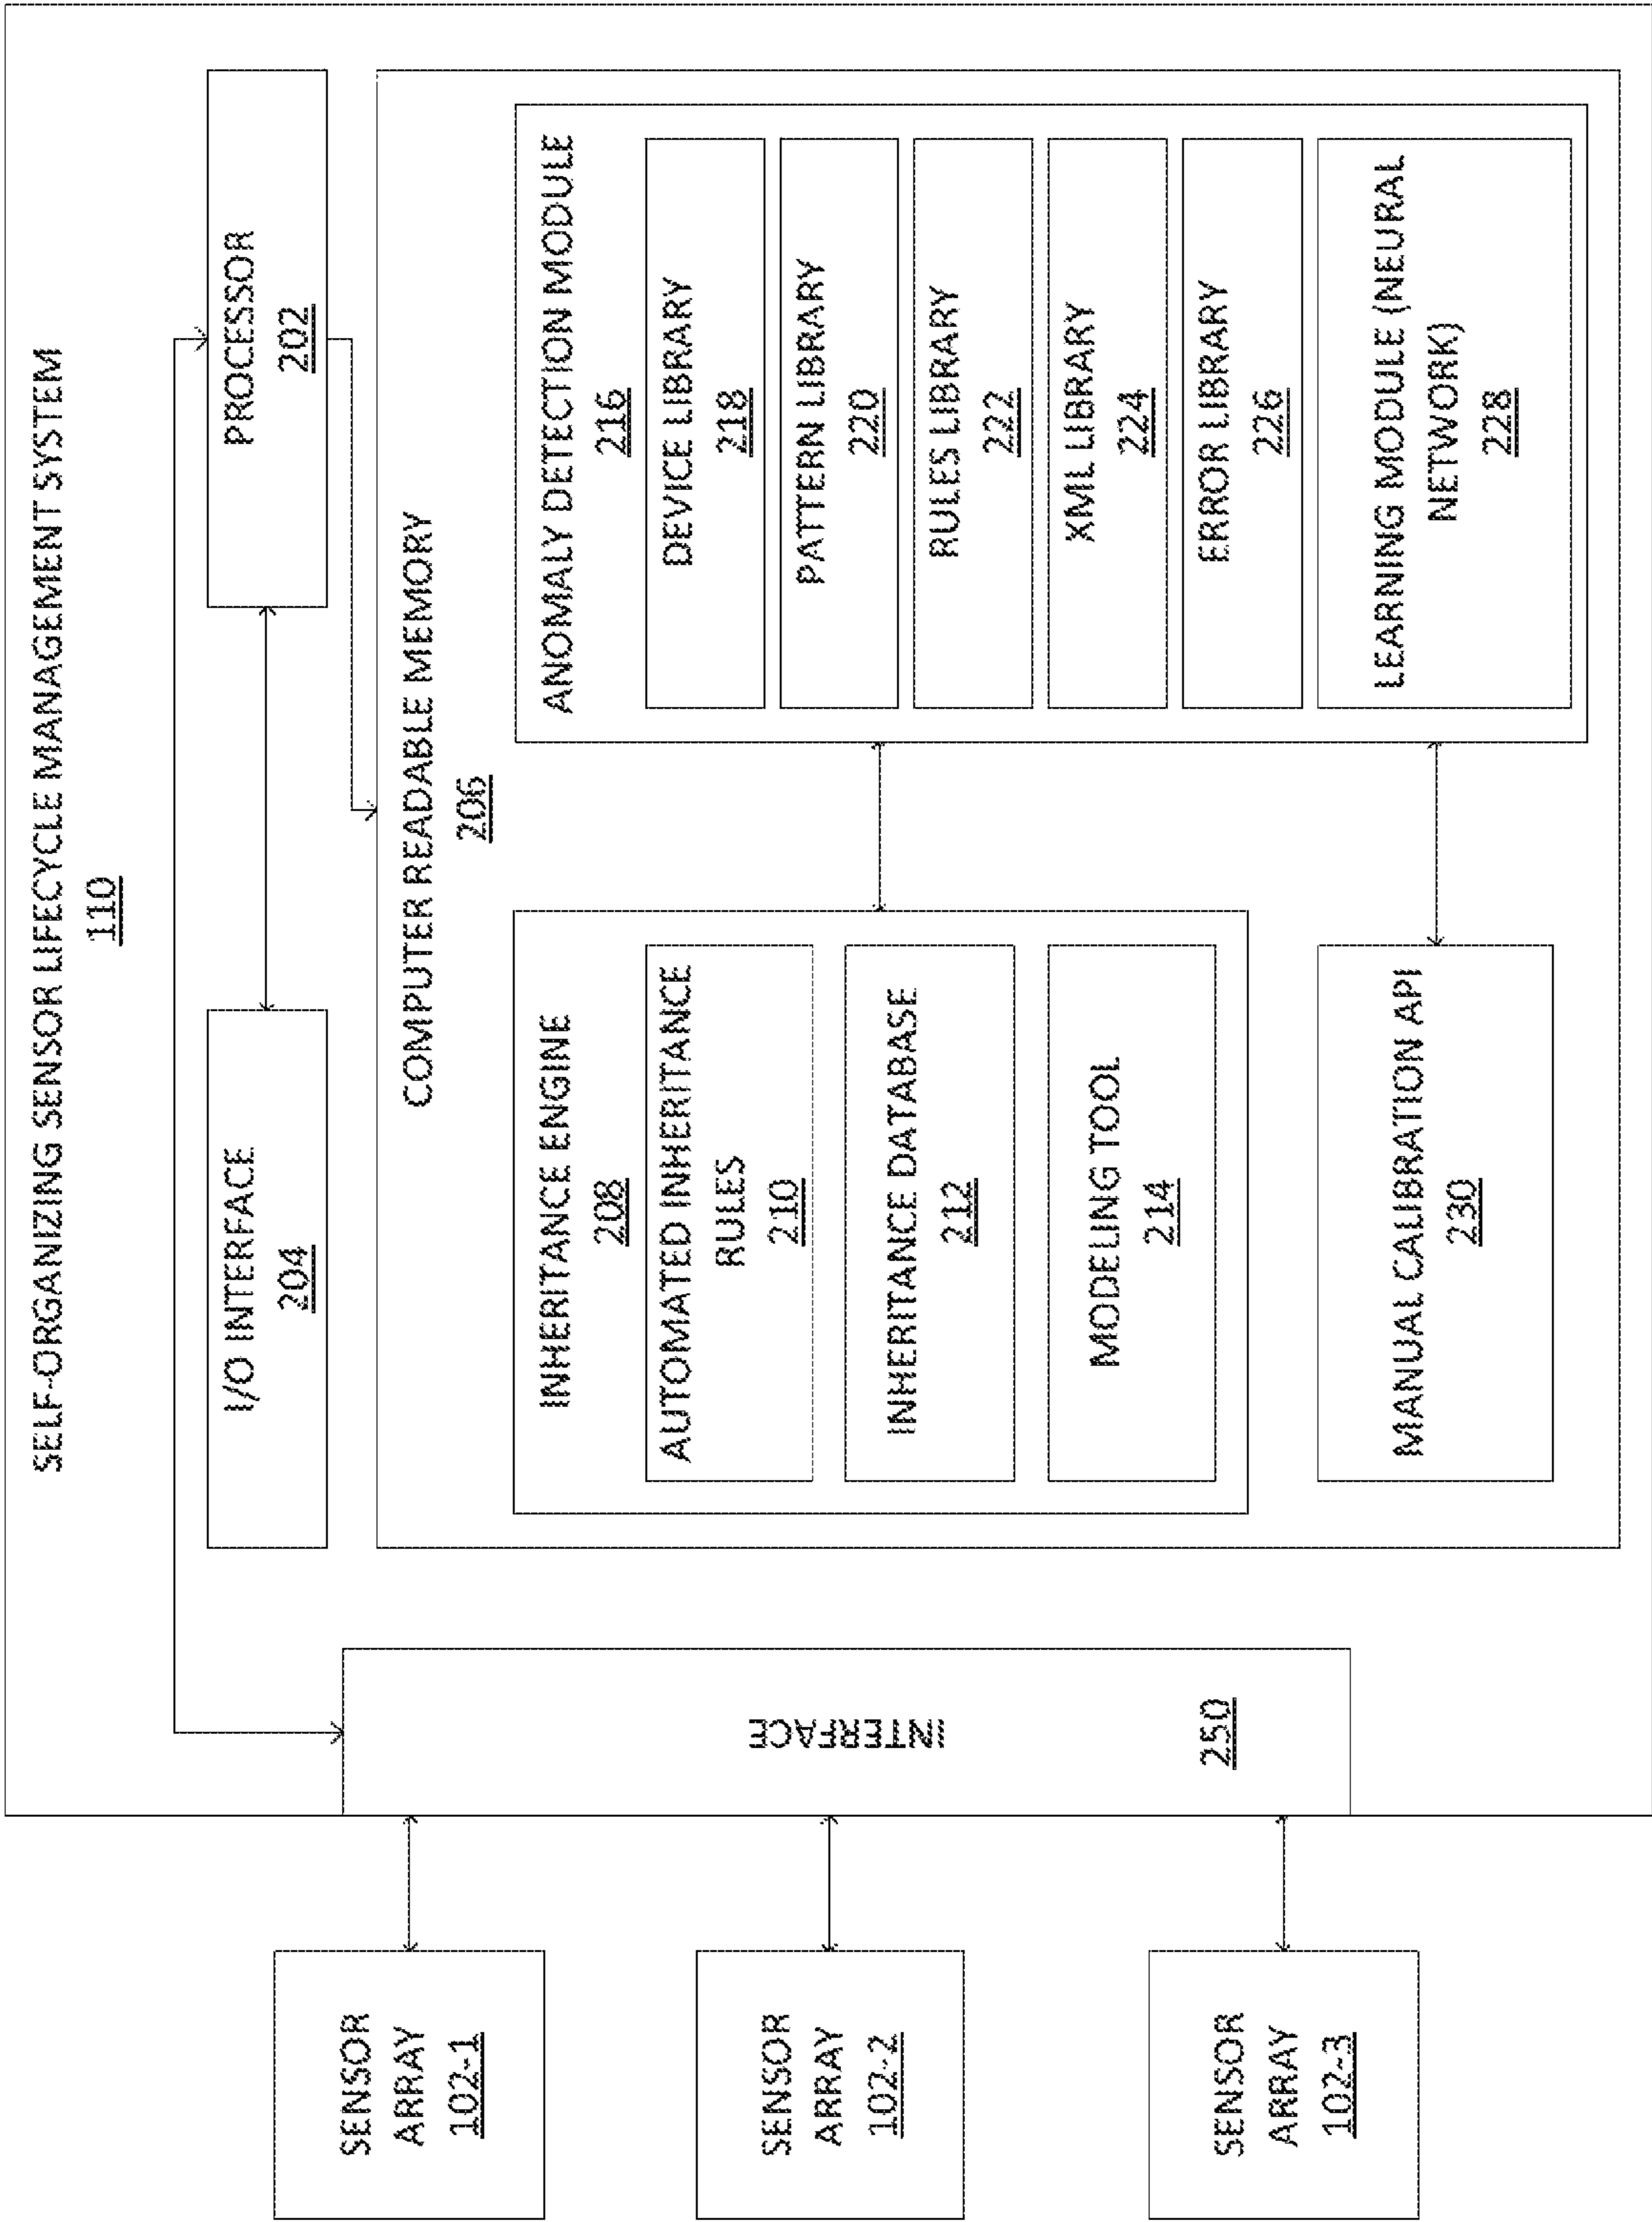 SELF-ORGANIZING SENSOR LIFECYCLE MANAGEMENT SYSTEM
110
SENSOR
ARRAY
102-1
SENSOR
ARRAY
102-2
SENSOR
ARRAY
102-3
INTERFACE
250
I/O INTERFACE
204
PROCESSOR
202
COMPUTER READABLE MEMORY
206
INHERITANCE ENGINE
208
AUTOMATED INHERITANCE
RULES
210
INHERITANCE DATABASE
212
MODELING TOOL
214
MANUAL CALIBRATION API
230
ANOMALY DETECTION MODULE
216
DEVICE LIBRARY
218
PATTERN LIBRARY
220
RULES LIBRARY
222
XML LIBRARY
224
ERROR LIBRARY
226
LEARNING MODULE (NEURAL
NETWORK)
228